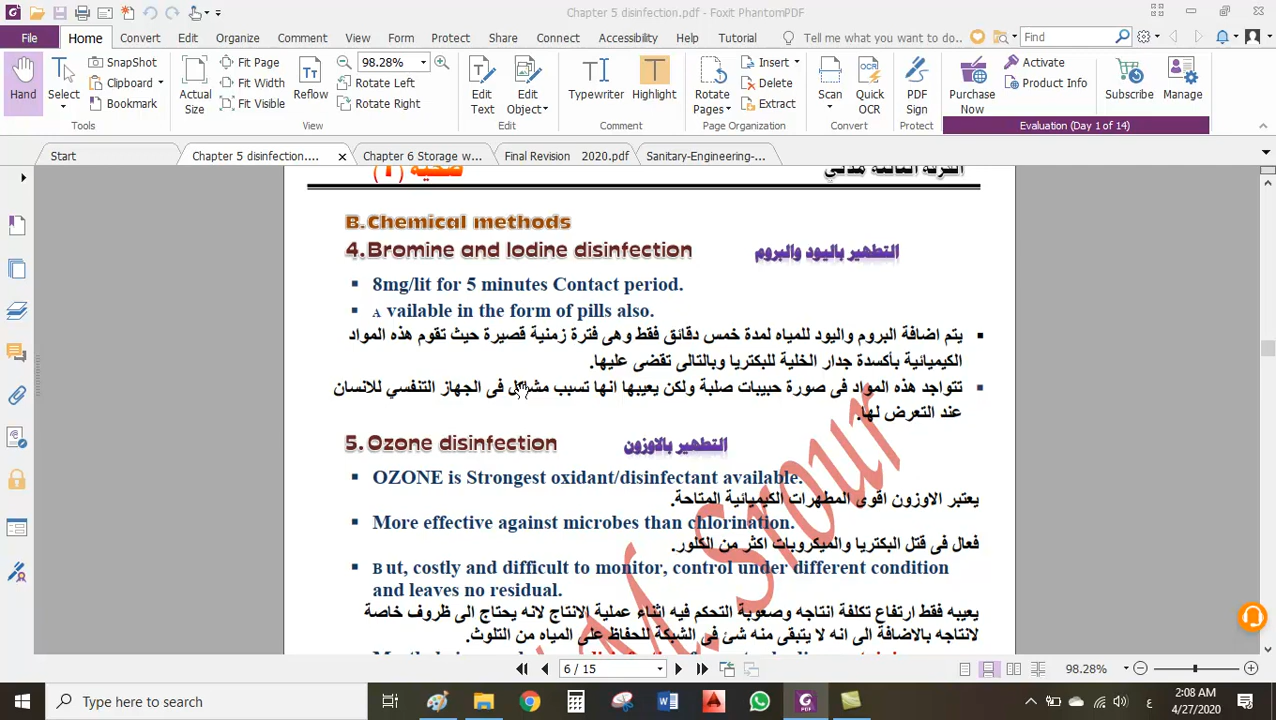 Chapter 5 disinfection.pdf - Foxit PhantomPDF
File Home Convert Edit Organize Comment View Form Protect Share Connect Accessibility Help Tutorial Tell me what you want to do.. Find
Hand
Select
SnapShot
Clipboard
Bookmark
Tools
Actual Size
Fit Page
Fit Width
Fit Visible
Reflow
Rotate Left
Rotate Right
View
Edit Text
Edit Object
Edit
Typewriter
Highlight
Comment
Rotate Pages
Insert
Delete
Extract
Page Organization
Scan
Quick OCR
Convert
PDF Sign
Protect
Purchase Now
Activate
Product Info
Subscribe
Manage
Evaluation (Day 1 of 14)
Start
Chapter 5 disinfection....
Chapter 6 Storage w...
Final Revision 2020.pdf
Sanitary-Engineering-...
الفرقة الثالثة مدني
صحية (1)
B.Chemical methods
4.Bromine and Iodine disinfection التطهير باليود والبروم
▪ 8mg/lit for 5 minutes Contact period.
▪ A vailable in the form of pills also.
▪ يتم اضافة البروم واليود للمياه لمدة خمس دقائق فقط وهى فترة زمنية قصيرة حيث تقوم هذه المواد
الكيميائية بأكسدة جدار الخلية للبكتريا وبالتالى تقضى عليها.
▪ تتواجد هذه المواد فى صورة حبيبات صلبة ولكن يعيبها انها تسبب فى الجهاز التنفسي للانسان
عند التعرض لها.
5. Ozone disinfection التطهير بالاوزون
▪ OZONE is Strongest oxidant/disinfectant available.
يعتبر الاوزون اقوى المطهرات الكيميائية المتاحة.
▪ More effective against microbes than chlorination.
فعال فى قتل البكتريا والميكروبات اكثر من الكلور.
▪ B ut, costly and difficult to monitor, control under different condition
and leaves no residual.
يعيبه فقط ارتفاع تكلفة انتاجه وصعوبة التحكم فيه اثناء عملية الانتاج لانه يحتاج الى ظروف خاصة
لانتاجه بالاضافة الى انه لا يتبقى منه شئ فى الشبكة للحفاظ على المياه من التلوث.
M. Srour
6 / 15
98.28%
Type here to search
2:08 AM
4/27/2020